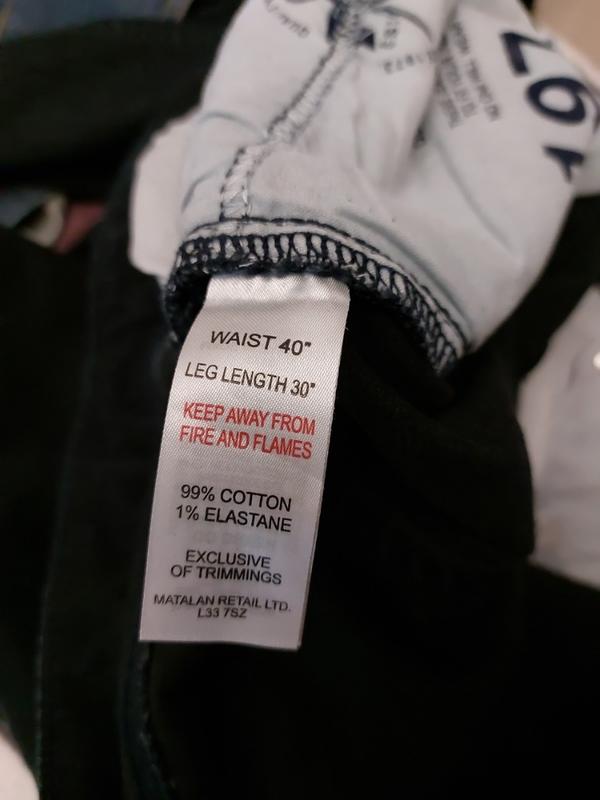 WAIST 40"
LEG LENGTH 30"
KEEP AWAY FROM
FIRE AND FLAMES
99% COTTON
1% ELASTANE
EXCLUSIVE
OF TRIMMINGS
MATALAN RETAIL LTD.
L33 7SZ